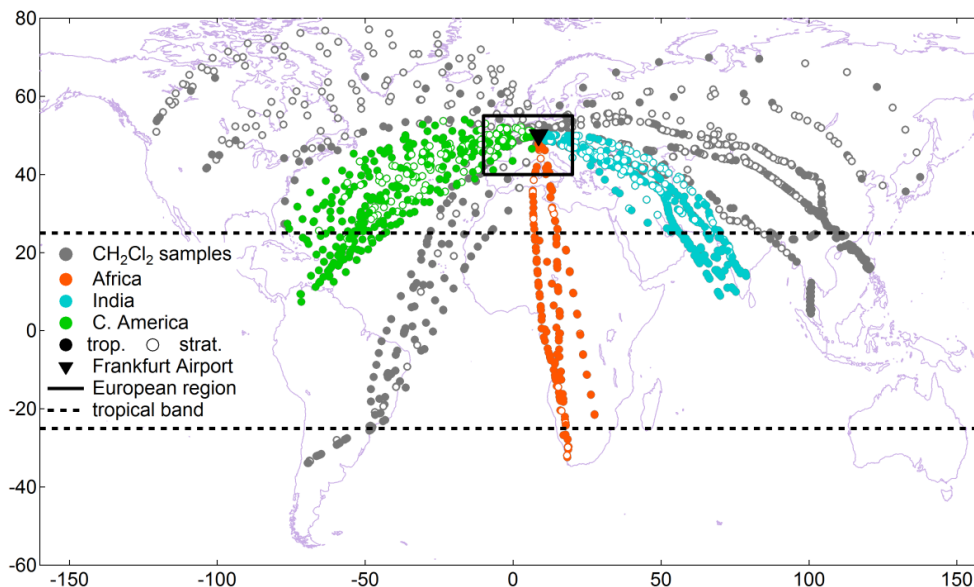 80
60
40
20
0
-20
-40
-60
CH₂Cl₂ samples
Africa
India
C. America
trop. strat.
Frankfurt Airport
European region
tropical band
-150 -100 -50 0 50 100 150